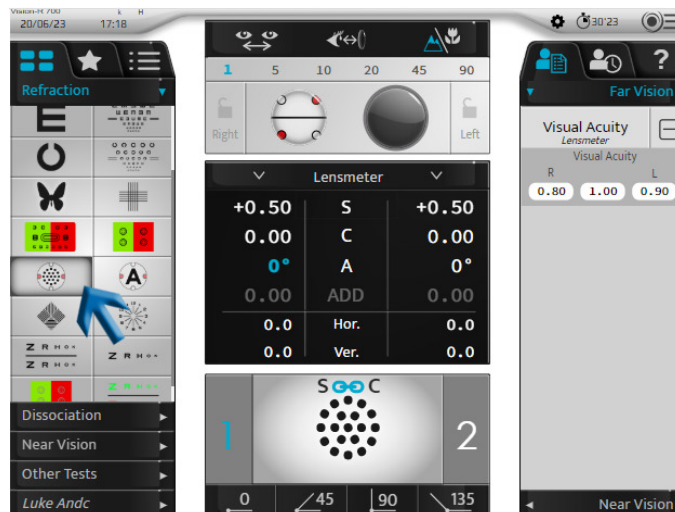 Vision-R 700
k H
20/06/23 17:18
30'23
Refraction
1 5 10 20 45 90
Right
Left
Far Vision
Visual Acuity
Lensmeter
Visual Acuity
R L
0.80 1.00 0.90
Lensmeter
+0.50 S +0.50
0.00 C 0.00
0° A 0°
0.00 ADD 0.00
0.0 Hor. 0.0
0.0 Ver. 0.0
E
A
Z R H O K
Z R H O K
Z R H
S C
1 2
0 45 90 135
Dissociation
Near Vision
Other Tests
Luke Andc
Near Vision
?